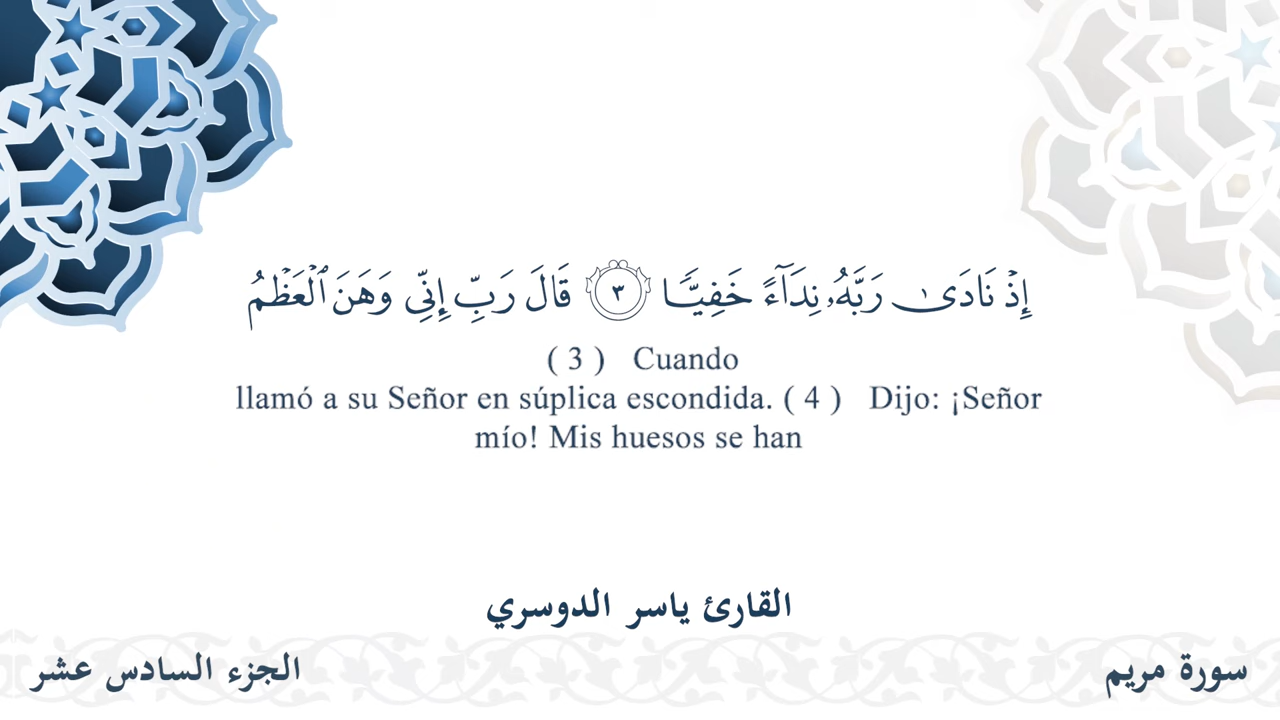 إِذْ نَادَىٰ رَبَّهُۥ نِدَآءً خَفِيࣰّا ٣ قَالَ رَبِّ إِنِّي وَهَنَ ٱلْعَظْمُ
( 3 ) Cuando
llamó a su Señor en súplica escondida. ( 4 ) Dijo: ¡Señor
mío! Mis huesos se han
القارئ ياسر الدوسري
سورة مريم
الجزء السادس عشر